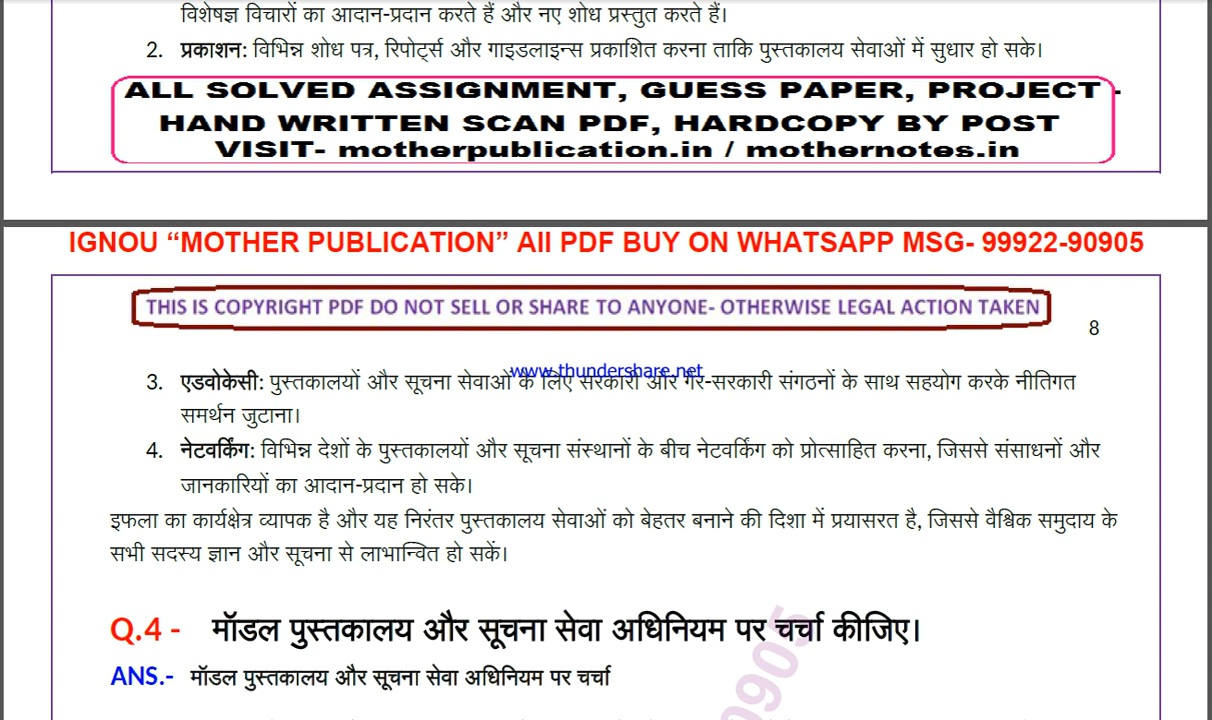 विशेषज्ञ विचारों का आदान-प्रदान करते हैं और नए शोध प्रस्तुत करते हैं।
2. प्रकाशन: विभिन्न शोध पत्र, रिपोर्ट्स और गाइडलाइन्स प्रकाशित करना ताकि पुस्तकालय सेवाओं में सुधार हो सके।
ALL SOLVED ASSIGNMENT, GUESS PAPER, PROJECT -
HAND WRITTEN SCAN PDF, HARDCOPY BY POST
VISIT- motherpublication.in / mothernotes.in
IGNOU “MOTHER PUBLICATION” All PDF BUY ON WHATSAPP MSG- 99922-90905
THIS IS COPYRIGHT PDF DO NOT SELL OR SHARE TO ANYONE- OTHERWISE LEGAL ACTION TAKEN
8
www.thundershare.net
3. एडवोकेसी: पुस्तकालयों और सूचना सेवाओं के लिए सरकारी और गैर-सरकारी संगठनों के साथ सहयोग करके नीतिगत
समर्थन जुटाना।
4. नेटवर्किंग: विभिन्न देशों के पुस्तकालयों और सूचना संस्थानों के बीच नेटवर्किंग को प्रोत्साहित करना, जिससे संसाधनों और
जानकारियों का आदान-प्रदान हो सके।
इफला का कार्यक्षेत्र व्यापक है और यह निरंतर पुस्तकालय सेवाओं को बेहतर बनाने की दिशा में प्रयासरत है, जिससे वैश्विक समुदाय के
सभी सदस्य ज्ञान और सूचना से लाभान्वित हो सकें।
Q.4 - मॉडल पुस्तकालय और सूचना सेवा अधिनियम पर चर्चा कीजिए।
ANS.- मॉडल पुस्तकालय और सूचना सेवा अधिनियम पर चर्चा
0905